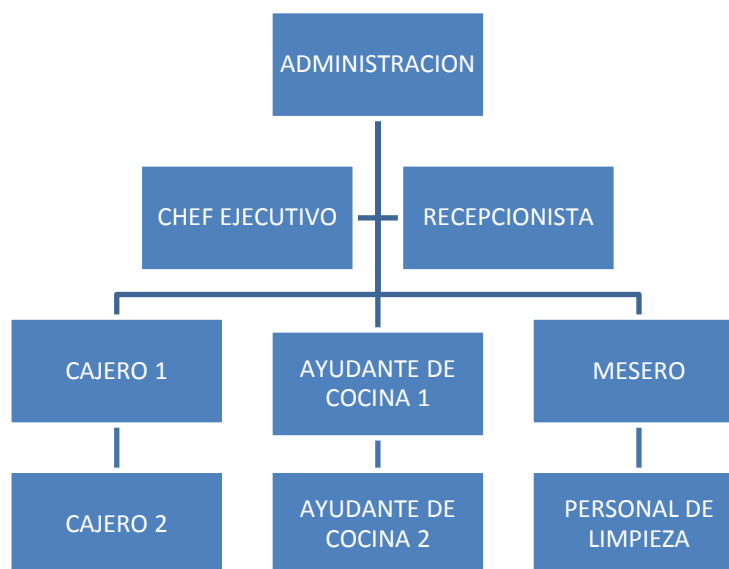 ADMINISTRACION
CHEF EJECUTIVO
RECEPCIONISTA
CAJERO 1
AYUDANTE DE
COCINA 1
MESERO
CAJERO 2
AYUDANTE DE
COCINA 2
PERSONAL DE
LIMPIEZA